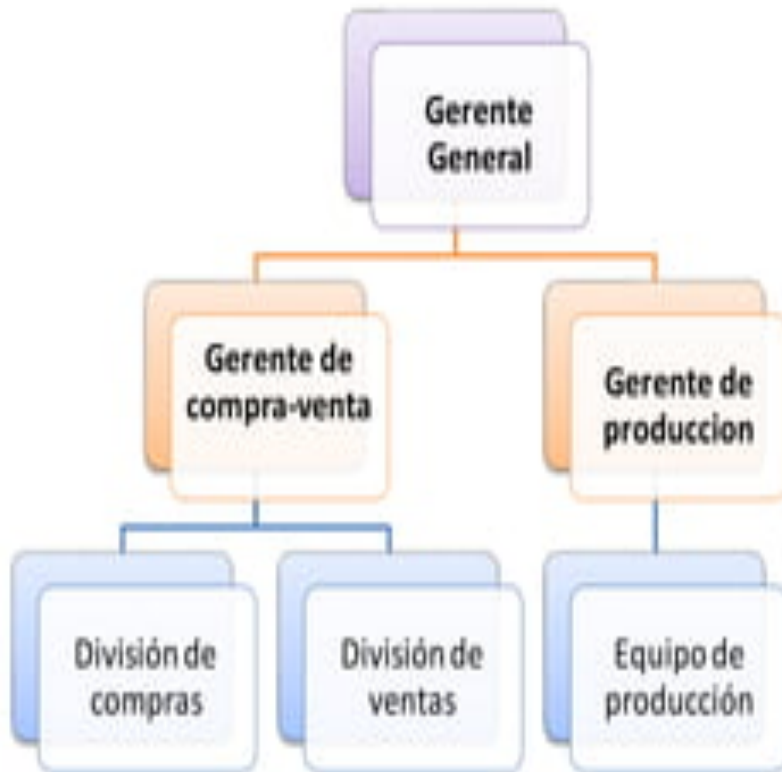 Gerente
General
Gerente de
compra-venta
Gerente de
produccion
División de
compras
División de
ventas
Equipo de
producción